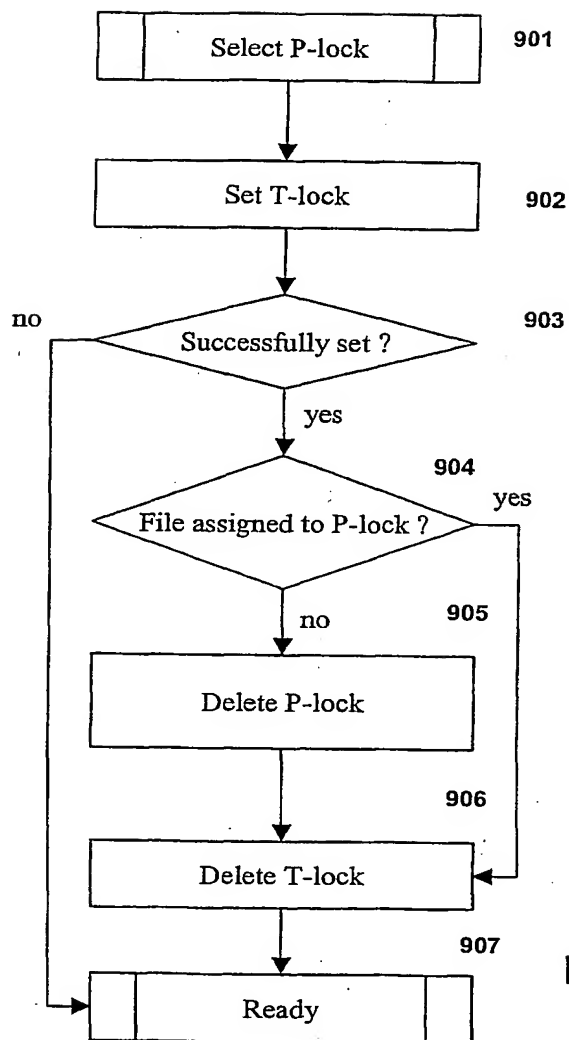 Select P-lock 901
Set T-lock 902
no Successfully set ? 903
yes
904
File assigned to P-lock ? yes
no 905
Delete P-lock
906
Delete T-lock
907
Ready